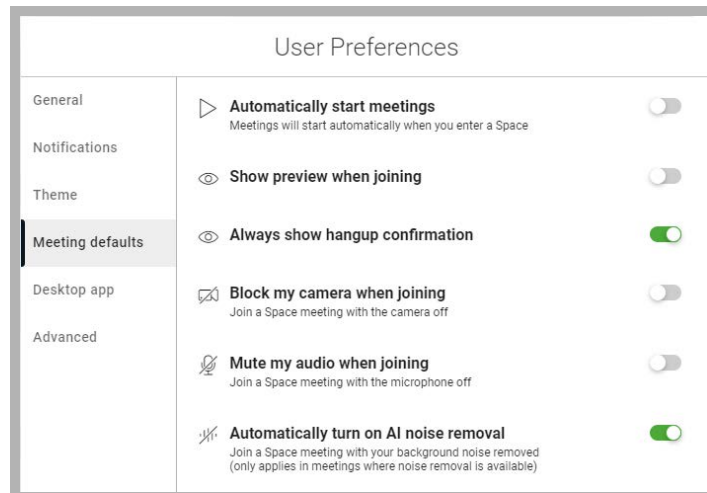 User Preferences
General
Notifications
Theme
Meeting defaults
Desktop app
Advanced
Automatically start meetings
Meetings will start automatically when you enter a Space
Show preview when joining
Always show hangup confirmation
Block my camera when joining
Join a Space meeting with the camera off
Mute my audio when joining
Join a Space meeting with the microphone off
Automatically turn on AI noise removal
Join a Space meeting with your background noise removed
(only applies in meetings where noise removal is available)